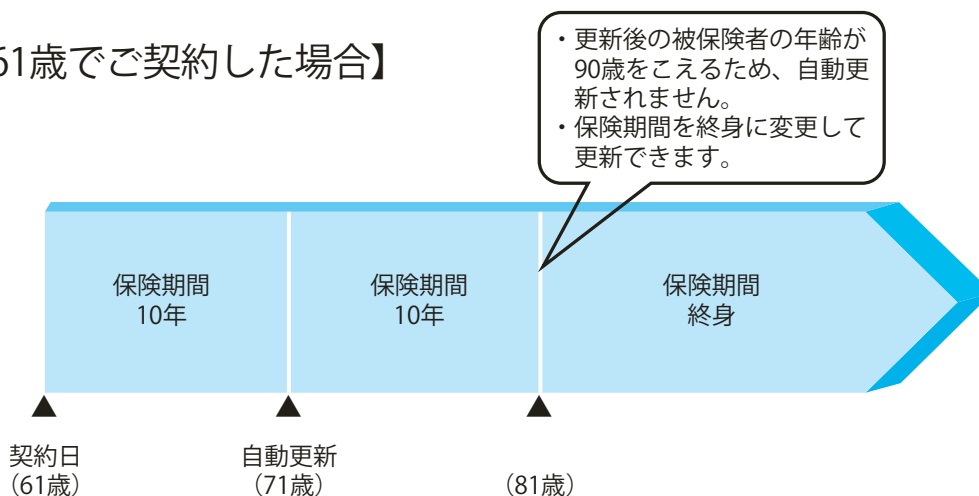 61歳でご契約した場合】
・更新後の被保険者の年齢が
90歳をこえるため、自動更
新されません。
・保険期間を終身に変更して
更新できます。
保険期間
10年
保険期間
10年
保険期間
終身
契約日
(61歳)
自動更新
(71歳)
(81歳)